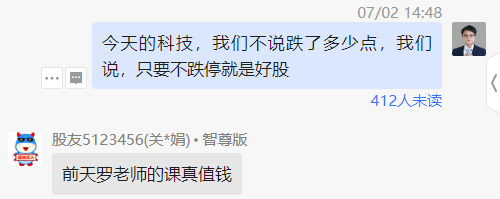 07/02 14:48
今天的科技，我们不说跌了多少点，我们
说，只要不跌停就是好股
412人未读
股友5123456(关*娟) • 智尊版
前天罗老师的课真值钱